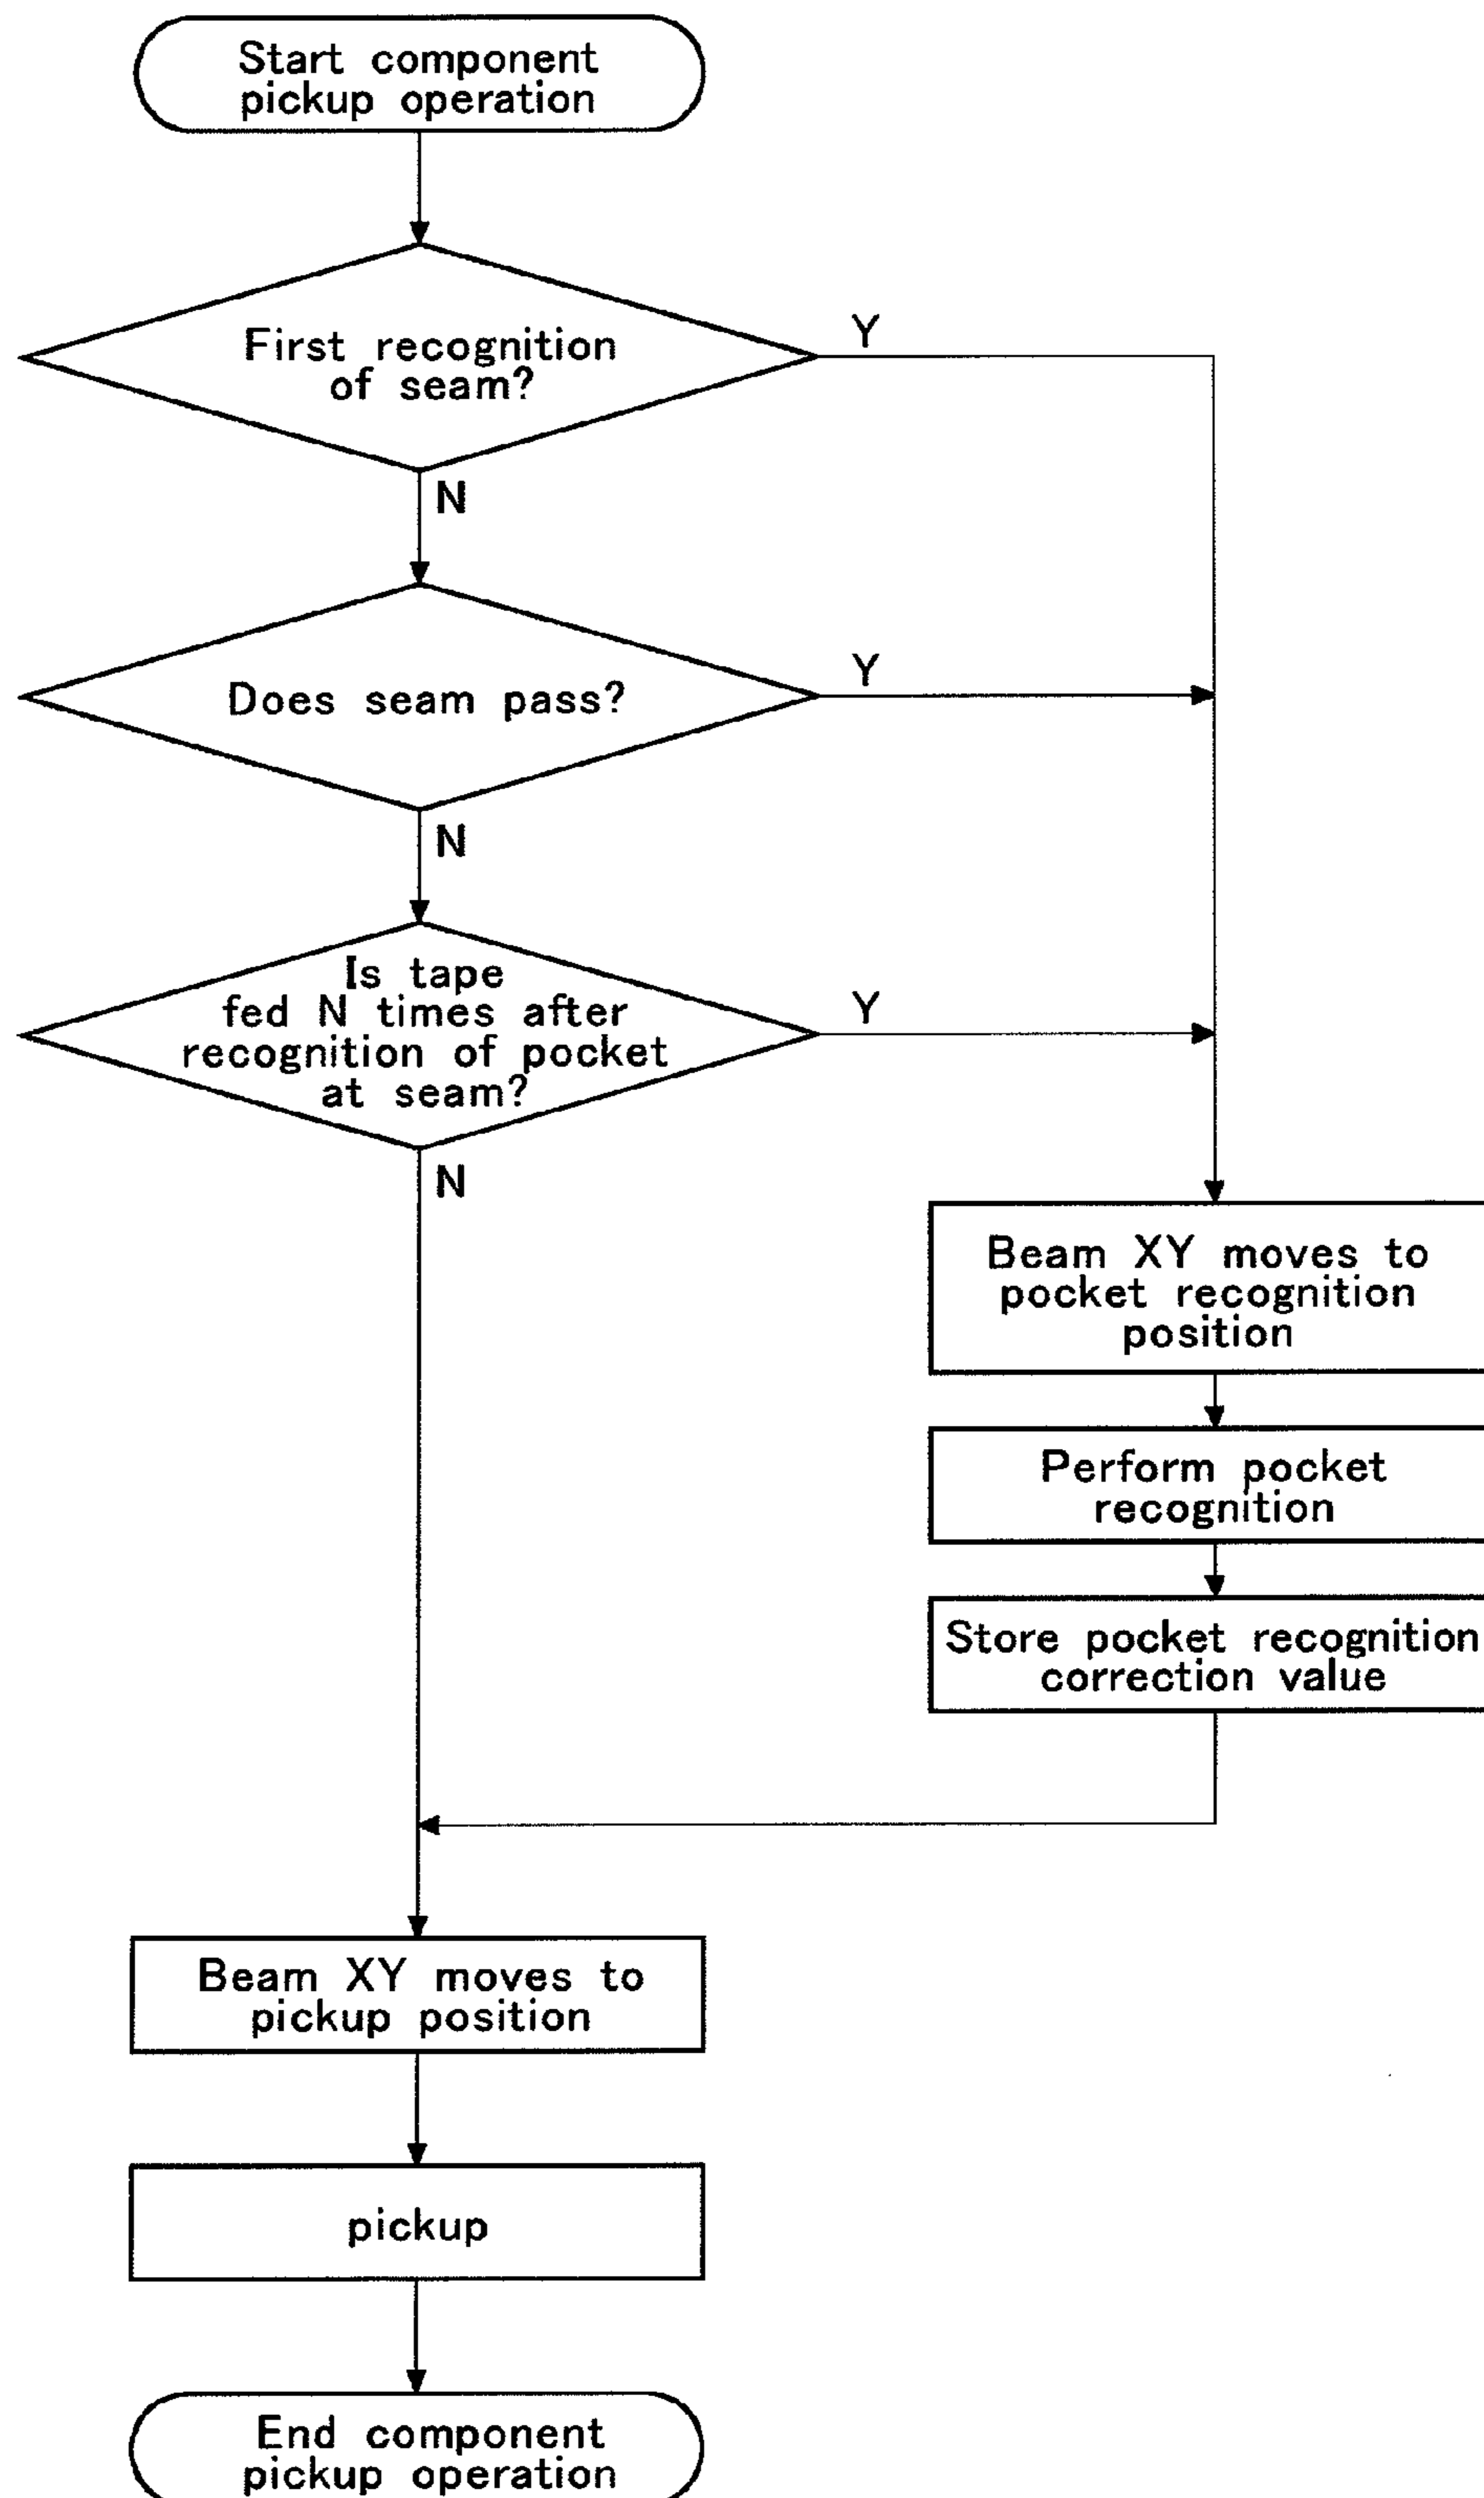 Start component
pickup operation
First recognition
of seam?
Y
N
Does seam pass?
Y
N
Is tape
fed N times after
recognition of pocket
at seam?
Y
N
Beam XY moves to
pocket recognition
position
Perform pocket
recognition
Store pocket recognition
correction value
Beam XY moves to
pickup position
pickup
End component
pickup operation